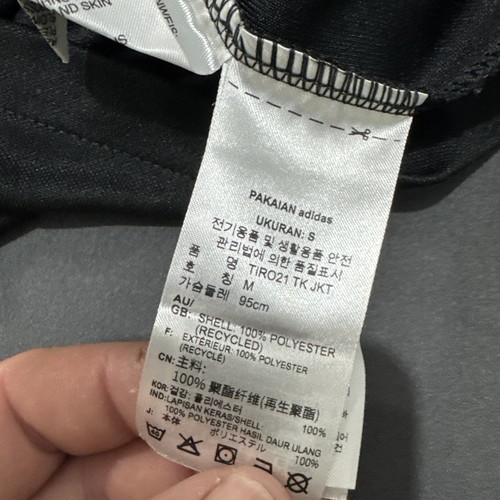 AND SKIN
PAKAIAN adidas
UKURAN: S
전기용품 및 생활용품 안전
관리법에 의한 품질표시
품 명 TiRO21 TK JKT
호 칭 M
가슴둘레 95cm
AU/
GB: SHELL: 100% POLYESTER
(RECYCLED)
F: EXTÉRIEUR: 100% POLYESTER
(RECYCLÉ)
CN: 主料:
100% 聚酯纤维(再生聚酯)
KOR: 겉감: 폴리에스터 100%
IND: LAPISAN KERAS/SHELL:
100% POLYESTER HASIL DAUR ULANG
J: 本体 ポリエステル 100%